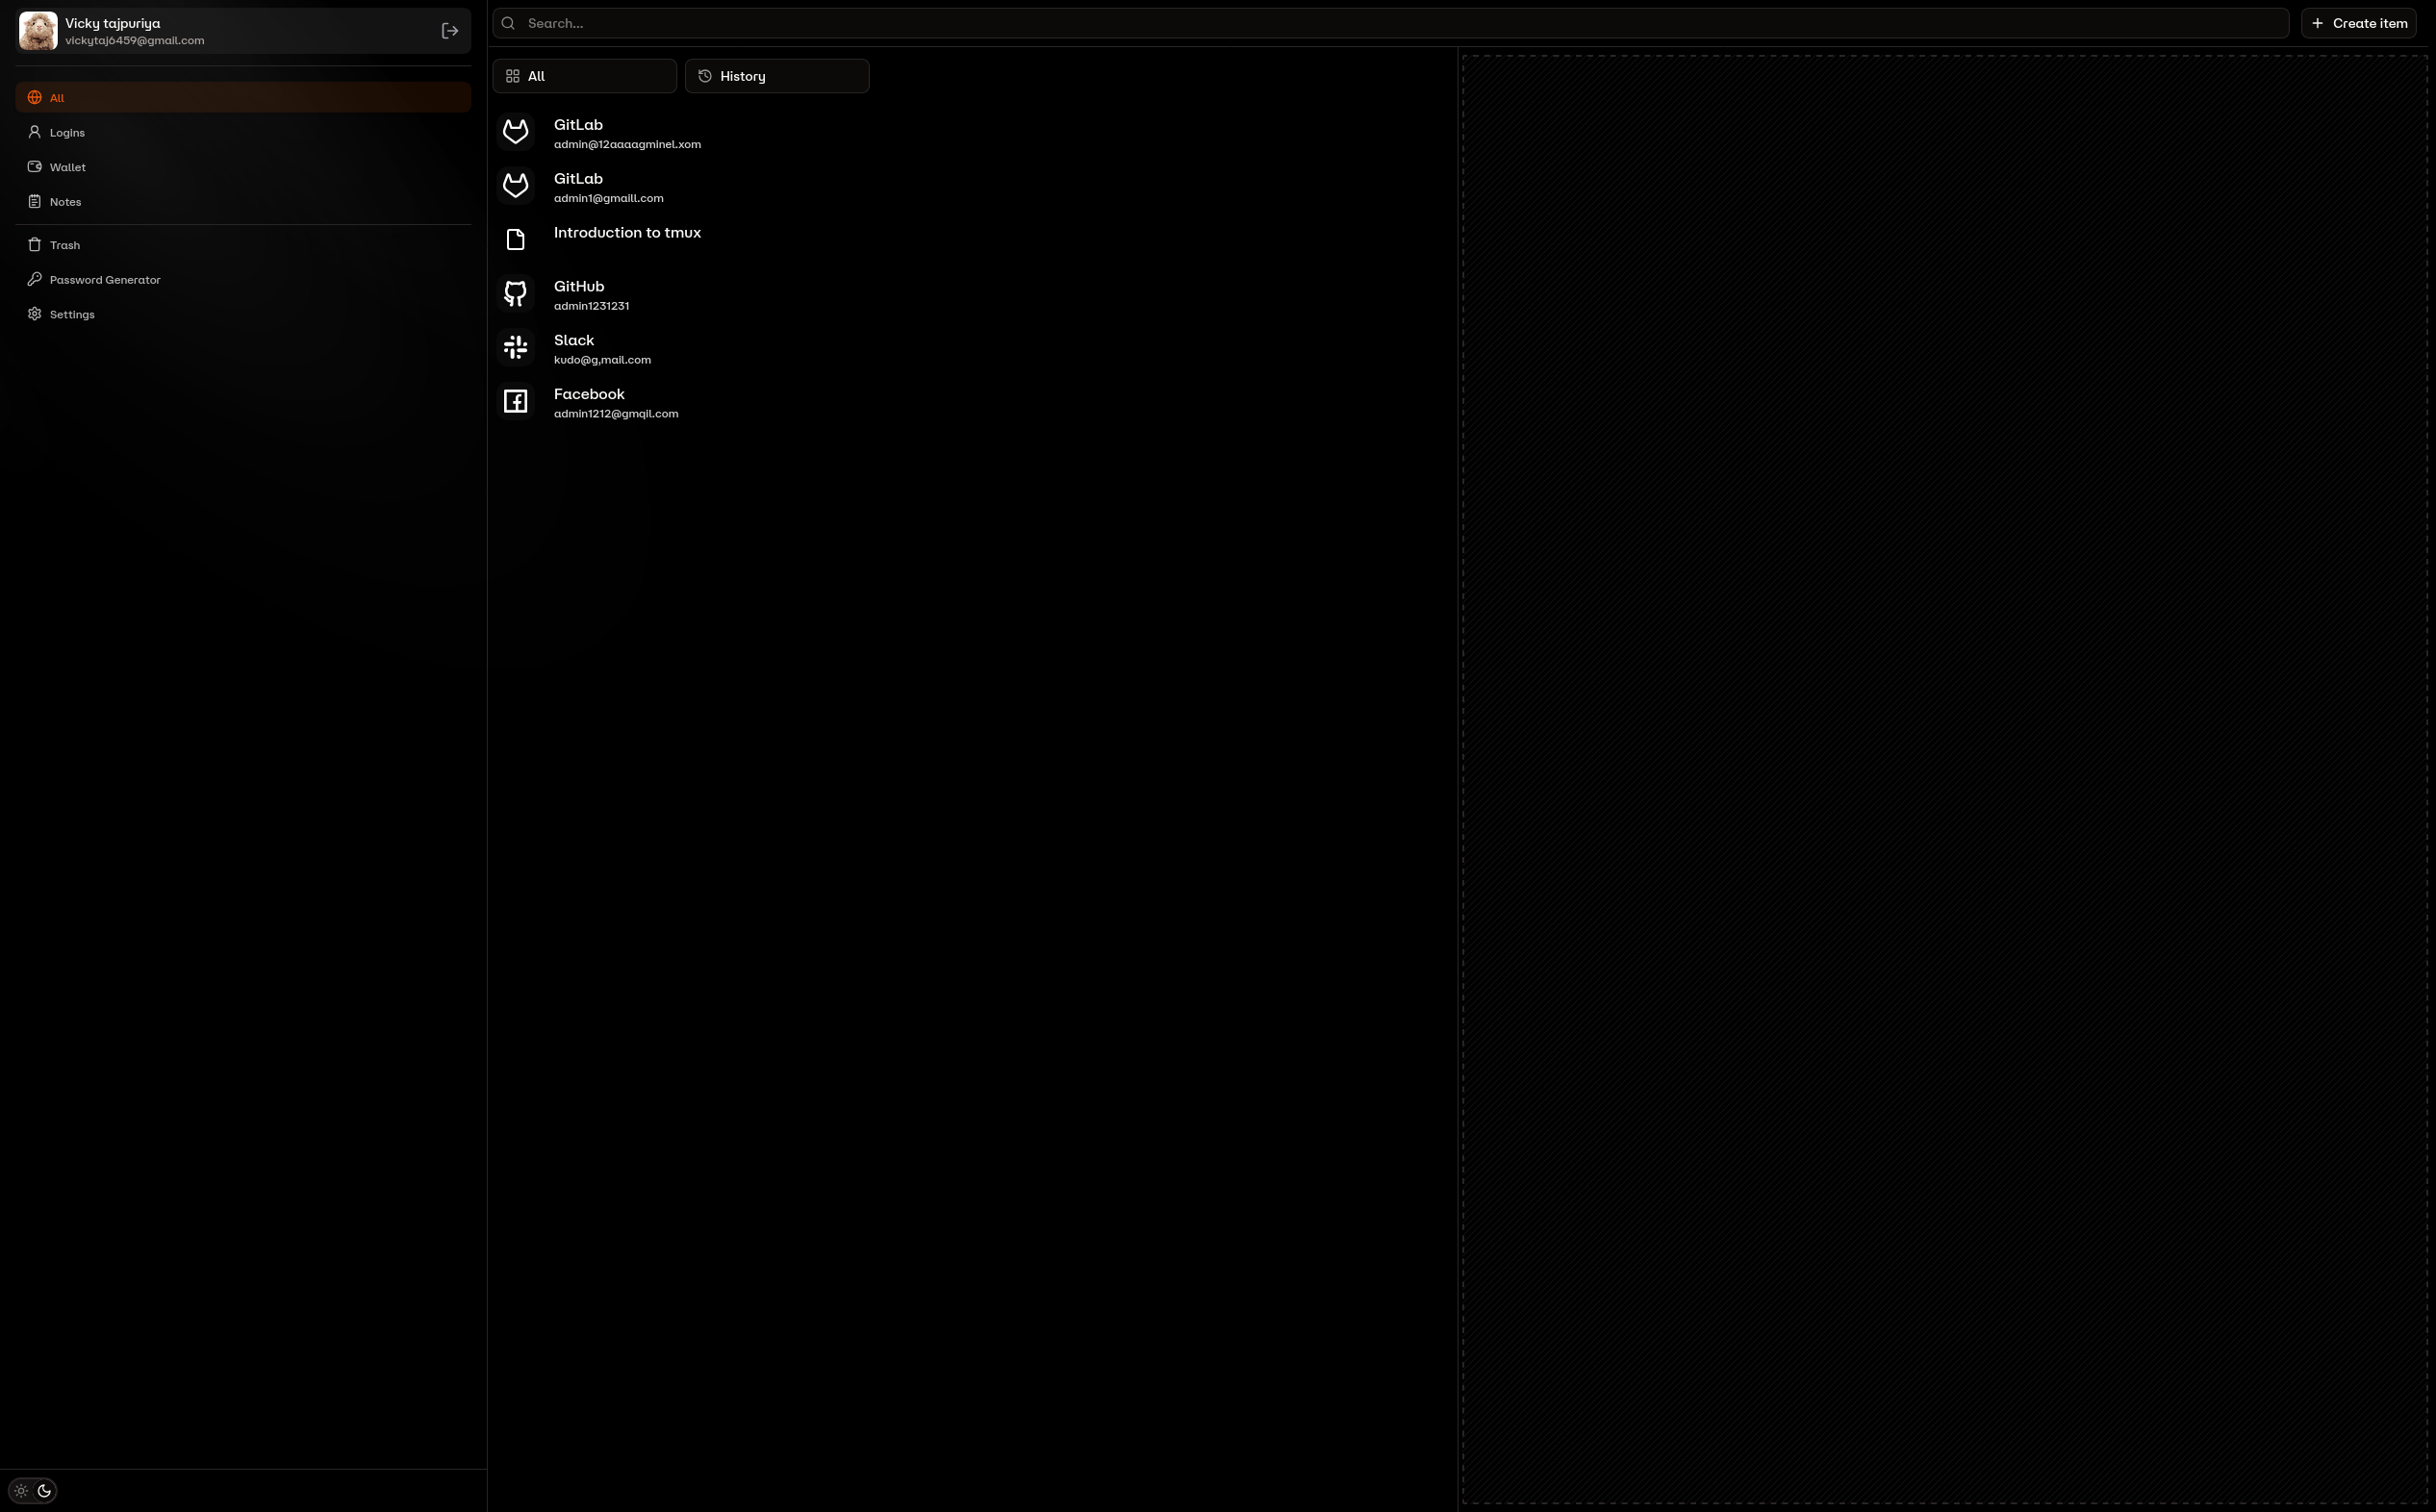 Vicky tajpuriya
vickytaj6459@gmail.com
All
Logins
Wallet
Notes
Trash
Password Generator
Settings
Search...
Create item
All
History
GitLab
admin@12aaaagminel.xom
GitLab
admin1@gmaill.com
Introduction to tmux
GitHub
admin1231231
Slack
kudo@g,mail.com
Facebook
admin1212@gmqil.com